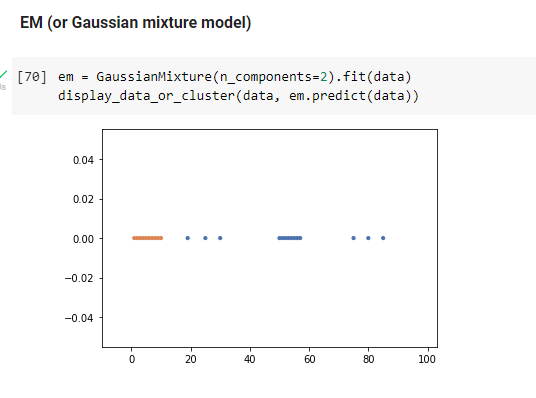 EM (or Gaussian mixture model)
[70] em = GaussianMixture(n_components=2).fit(data)
display_data_or_cluster(data, em.predict(data))
0.04
0.02
0.00
−0.02
−0.04
0 20 40 60 80 100